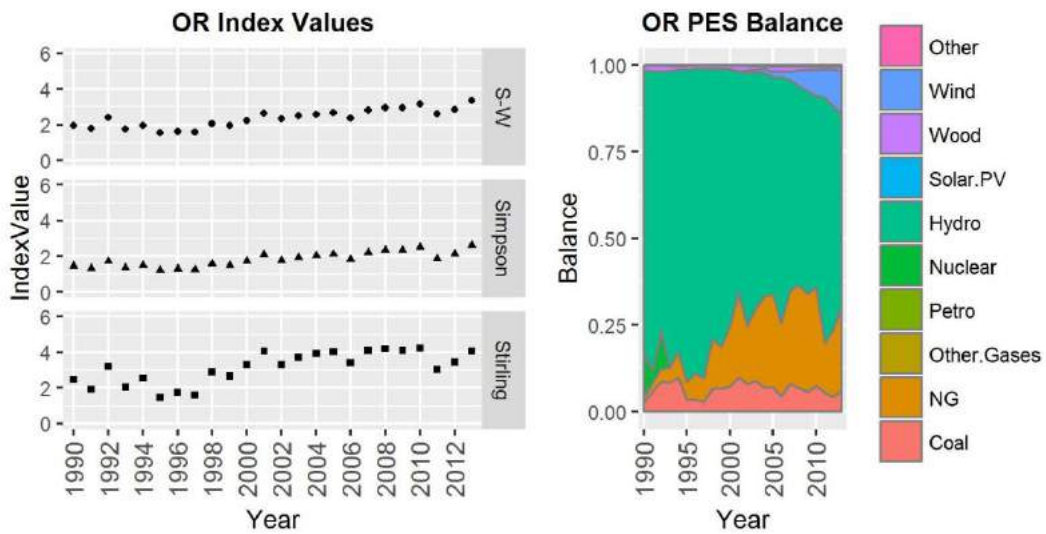 OR Index Values
IndexValue
6
4
2
0
S-W
6
4
2
0
Simpson
6
4
2
0
Stirling
1990
1992
1994
1996
1998
2000
2002
2004
2006
2008
2010
2012
Year
OR PES Balance
Balance
1.00
0.75
0.50
0.25
0.00
1990
1995
2000
2005
2010
Year
Other
Wind
Wood
Solar.PV
Hydro
Nuclear
Petro
Other.Gases
NG
Coal